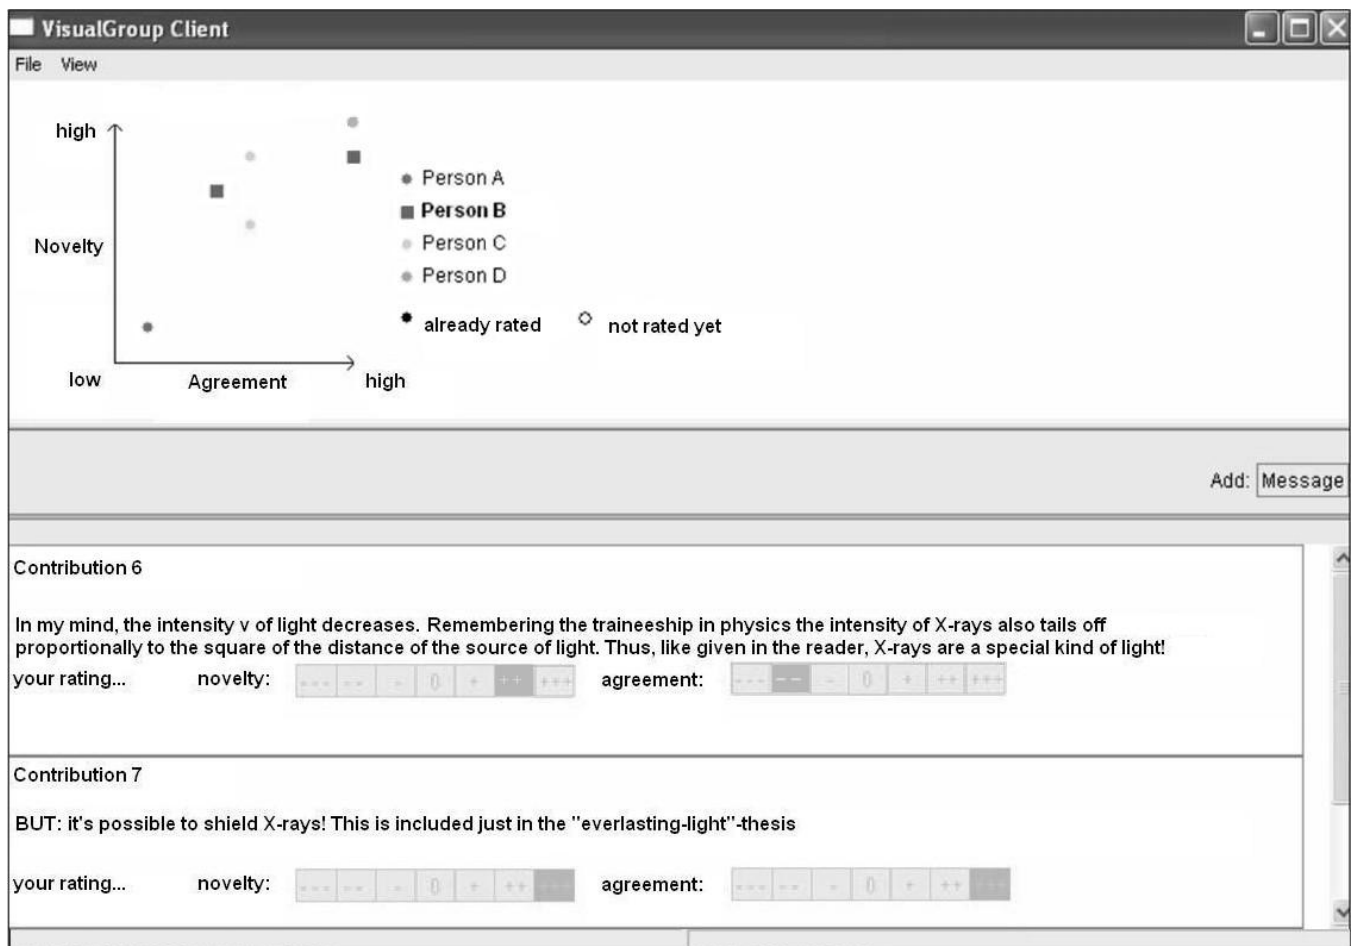 VisualGroup Client
File View
high
Novelty
low
Agreement
high
Person A
Person B
Person C
Person D
already rated
not rated yet
Add: Message
Contribution 6
In my mind, the intensity v of light decreases. Remembering the traineeship in physics the intensity of X-rays also tails off
proportionally to the square of the distance of the source of light. Thus, like given in the reader, X-rays are a special kind of light!
your rating... novelty: --- -- - 0 + ++ +++ agreement: --- -- - 0 + ++ +++
Contribution 7
BUT: it's possible to shield X-rays! This is included just in the "everlasting-light"-thesis
your rating... novelty: --- -- - 0 + ++ +++ agreement: --- -- - 0 + ++ +++